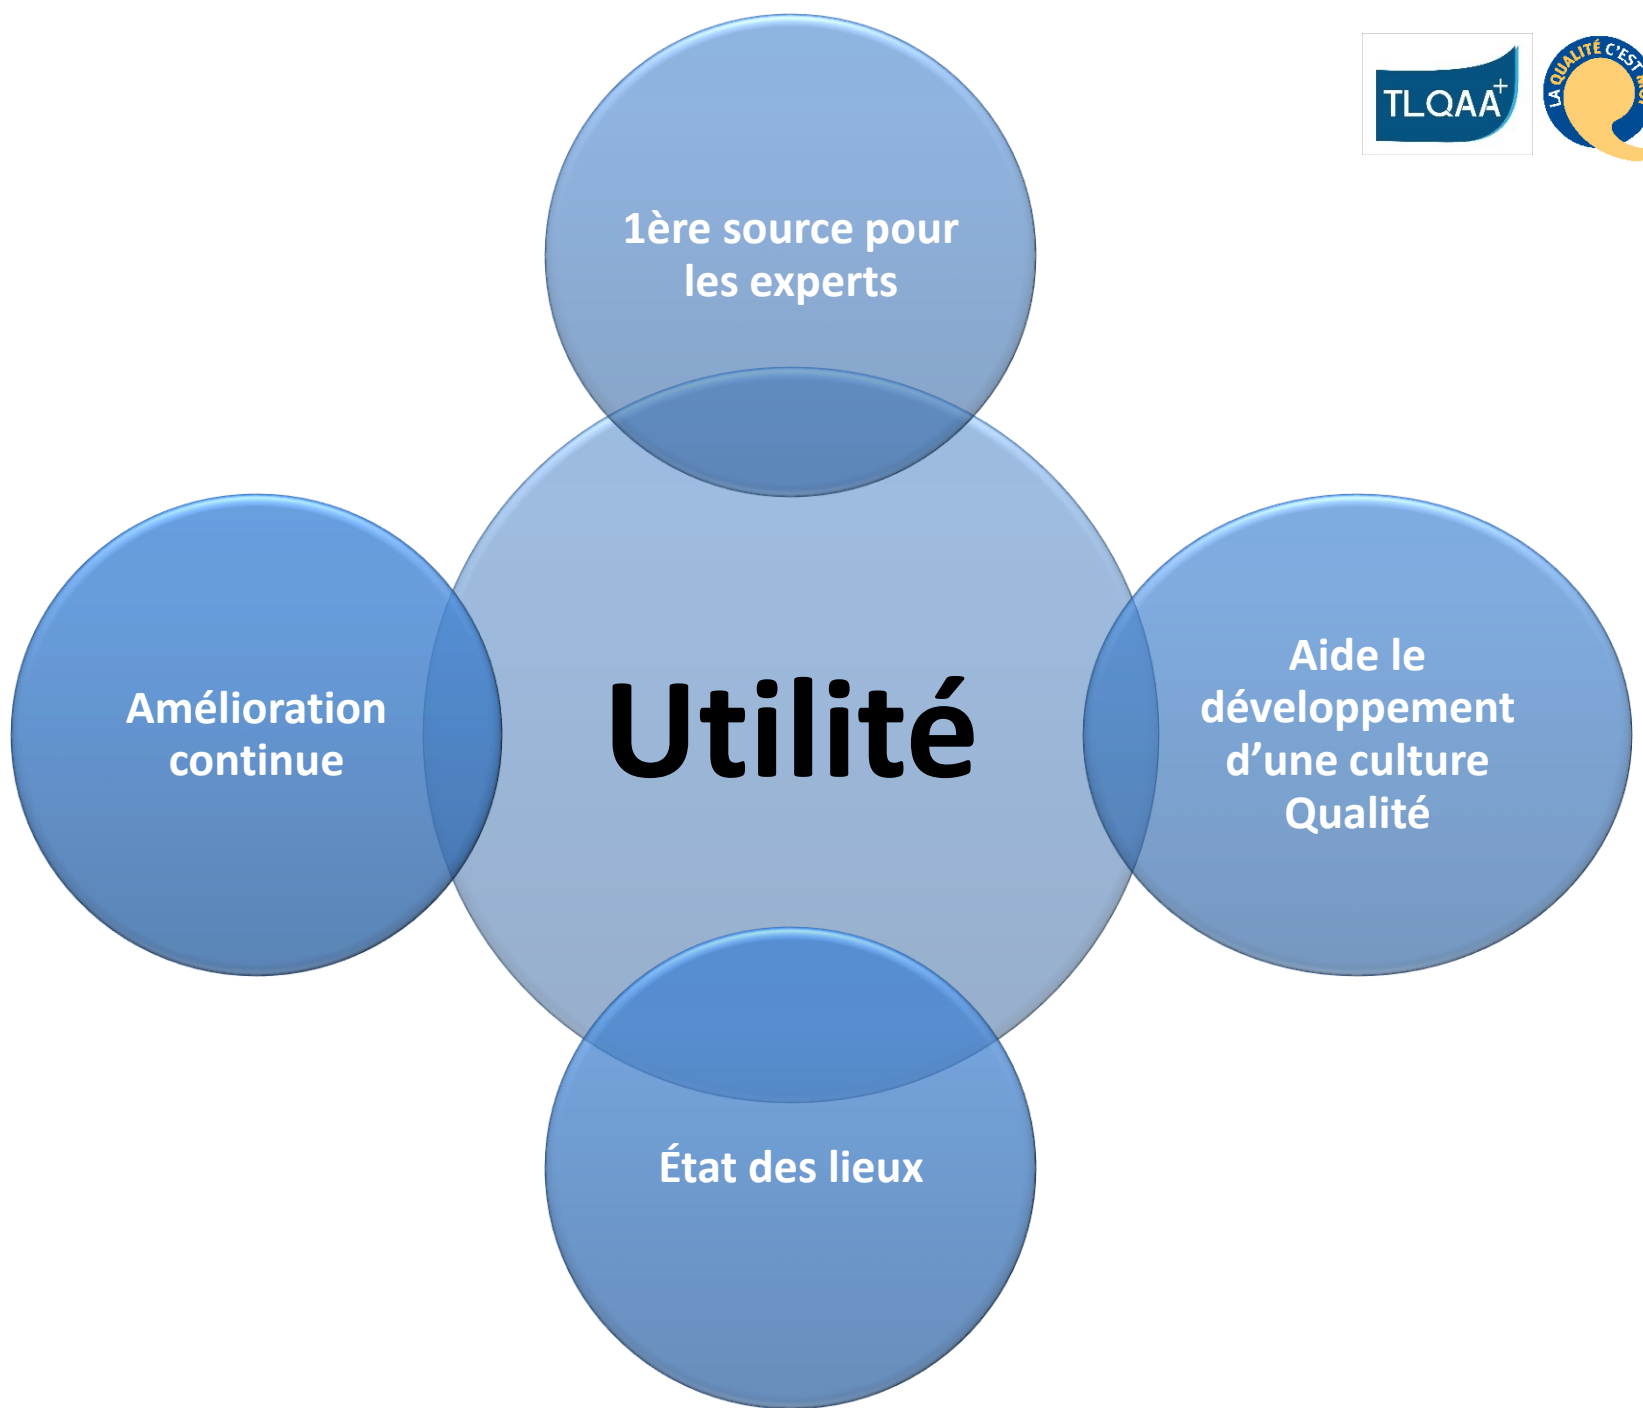 TLQAA+
LA QUALITÉ C'EST MOI
1ère source pour
les experts
Amélioration
continue
Utilité
Aide le
développement
d’une culture
Qualité
État des lieux